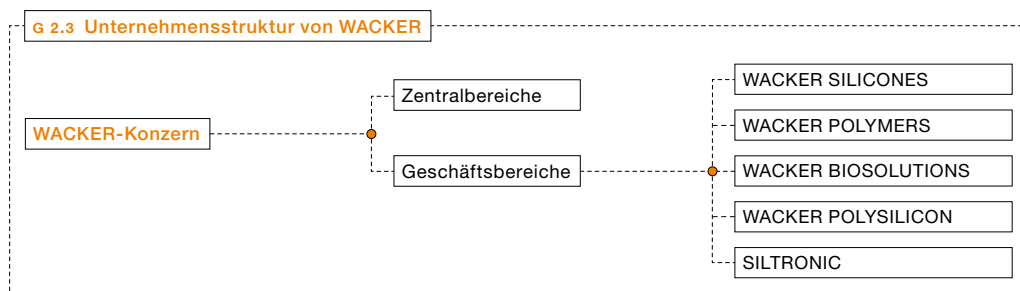 G 2.3 Unternehmensstruktur von WACKER
WACKER-Konzern
Zentralbereiche
Geschäftsbereiche
WACKER SILICONES
WACKER POLYMERS
WACKER BIOSOLUTIONS
WACKER POLYSILICON
SILTRONIC